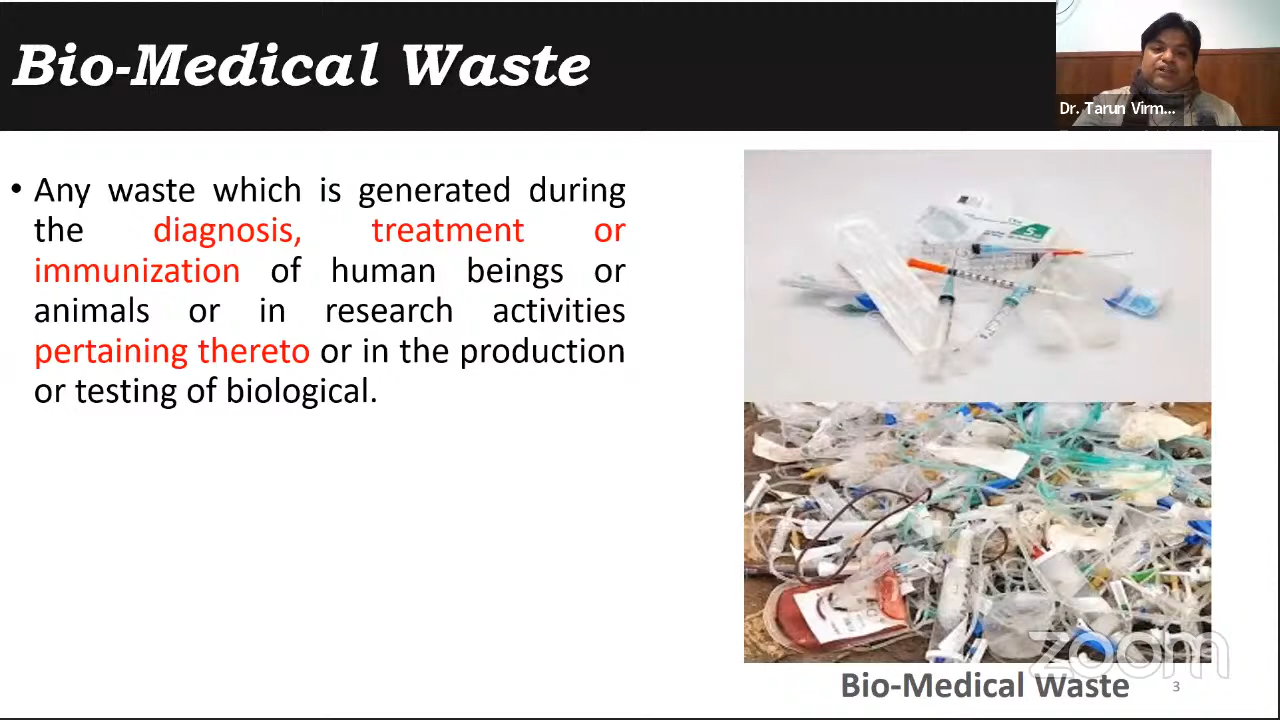 Bio-Medical Waste
Dr. Tarun Virm...
• Any waste which is generated during
the diagnosis, treatment or
immunization of human beings or
animals or in research activities
pertaining thereto or in the production
or testing of biological.
5
zoom
Bio-Medical Waste
3